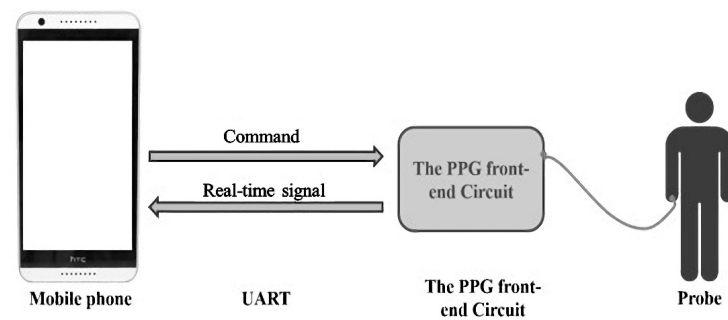 Command
The PPG front-
end Circuit
Real-time signal
hTC
Mobile phone
UART
The PPG front-
end Circuit
Probe